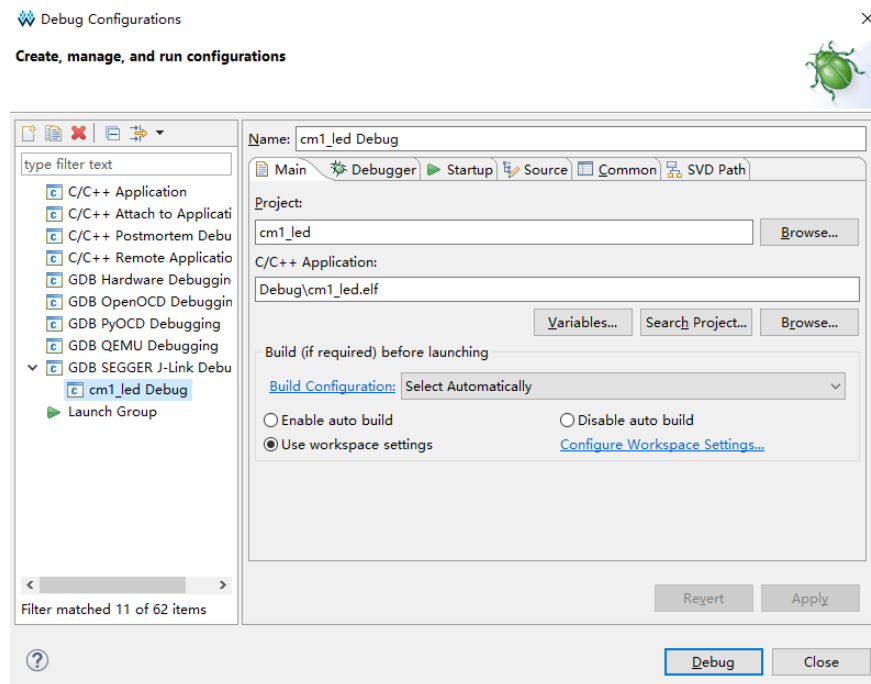 Debug Configurations
Create, manage, and run configurations
type filter text
C/C++ Application
C/C++ Attach to Applicati
C/C++ Postmortem Debu
C/C++ Remote Applicatio
GDB Hardware Debuggin
GDB OpenOCD Debuggin
GDB PyOCD Debugging
GDB QEMU Debugging
GDB SEGGER J-Link Debu
cm1_led Debug
Launch Group
Filter matched 11 of 62 items
Name: cm1_led Debug
Main Debugger Startup Source Common SVD Path
Project:
cm1_led Browse...
C/C++ Application:
Debug\cm1_led.elf
Variables... Search Project... Browse...
Build (if required) before launching
Build Configuration: Select Automatically
Enable auto build Disable auto build
Use workspace settings Configure Workspace Settings...
Revert Apply
Debug Close